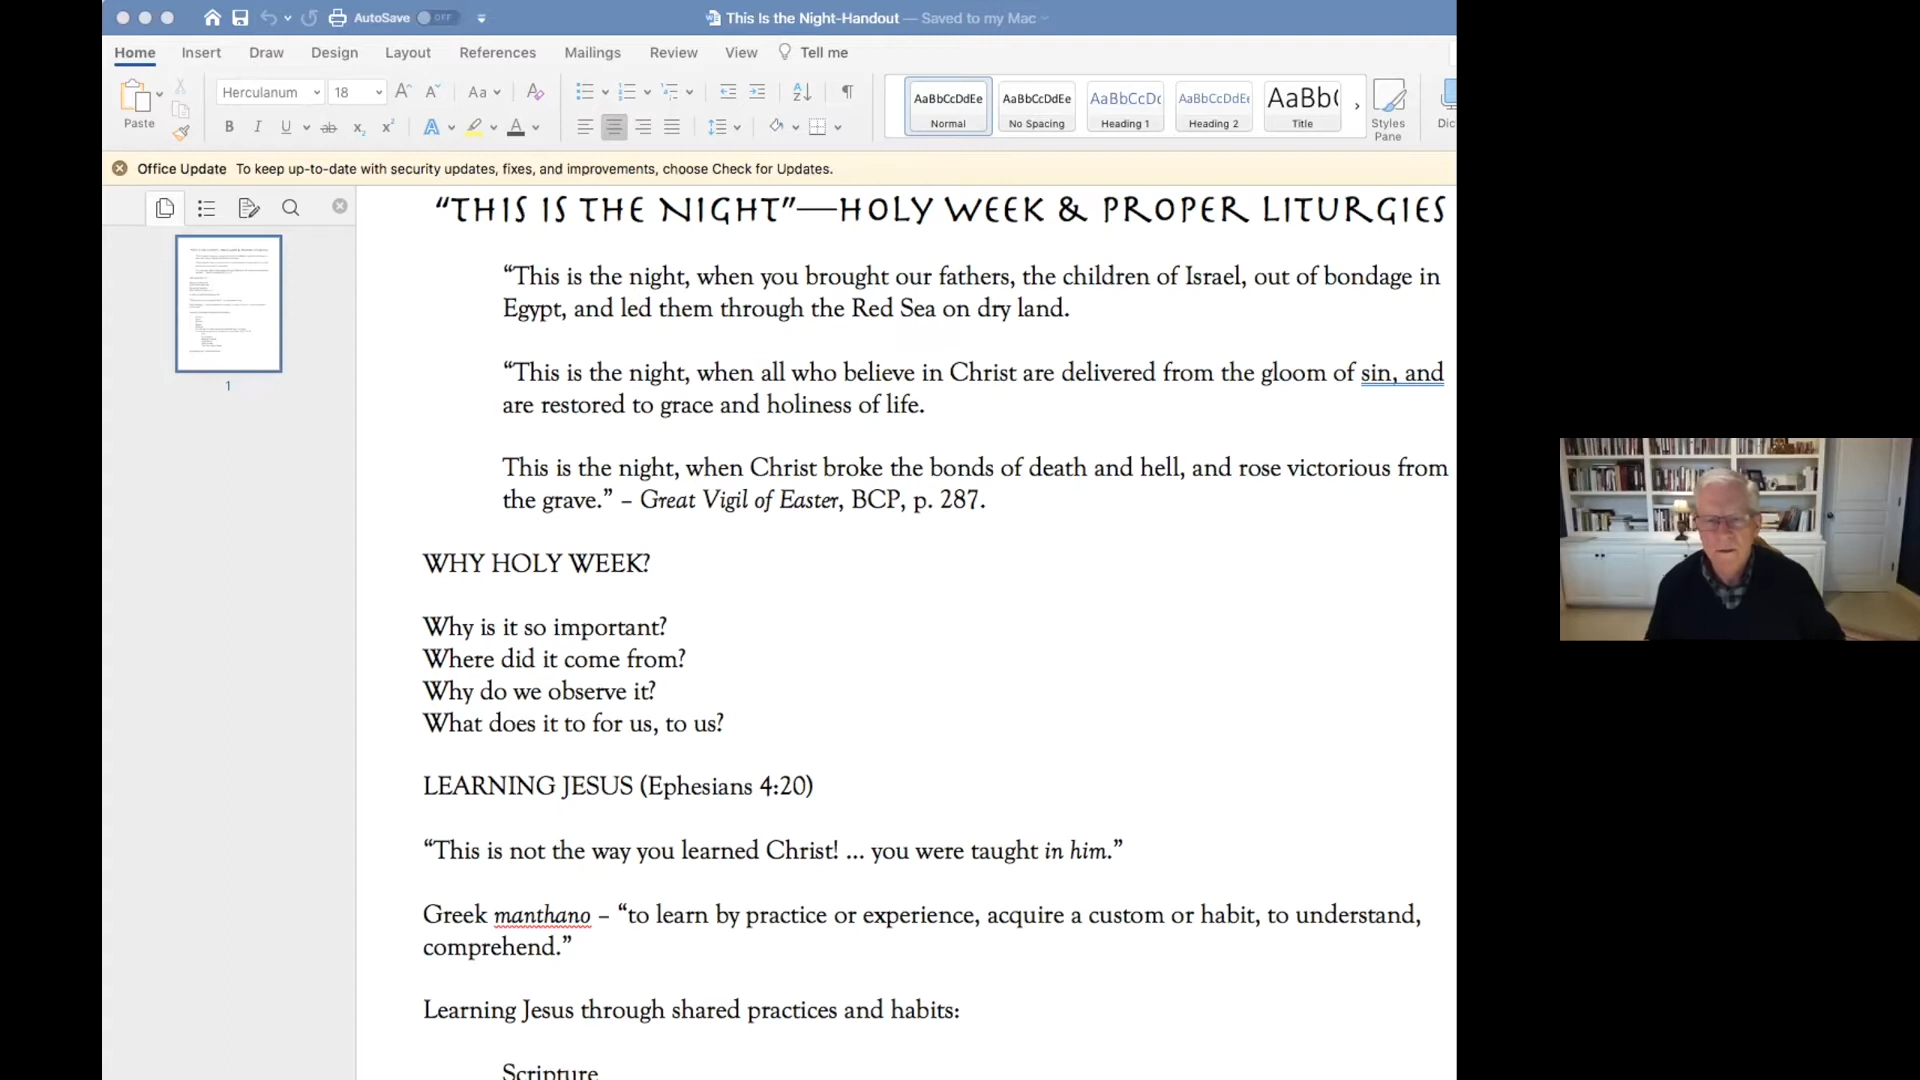 AutoSave OFF
This Is the Night-Handout — Saved to my Mac
Home Insert Draw Design Layout References Mailings Review View Tell me
Paste
Herculanum 18 Aa
AaBbCcDdEe AaBbCcDdEe AaBbCcDc AaBbCcDdEe AaBb(
Normal No Spacing Heading 1 Heading 2 Title
Styles Pane
Office Update To keep up-to-date with security updates, fixes, and improvements, choose Check for Updates.
1
“THIS IS THE NIGHT”—HOLY WEEK & PROPER LITURGIES
“This is the night, when you brought our fathers, the children of Israel, out of bondage in
Egypt, and led them through the Red Sea on dry land.
“This is the night, when all who believe in Christ are delivered from the gloom of sin, and
are restored to grace and holiness of life.
This is the night, when Christ broke the bonds of death and hell, and rose victorious from
the grave.” – Great Vigil of Easter, BCP, p. 287.
WHY HOLY WEEK?
Why is it so important?
Where did it come from?
Why do we observe it?
What does it to for us, to us?
LEARNING JESUS (Ephesians 4:20)
“This is not the way you learned Christ! ... you were taught in him.”
Greek manthano – “to learn by practice or experience, acquire a custom or habit, to understand,
comprehend.”
Learning Jesus through shared practices and habits:
Scripture